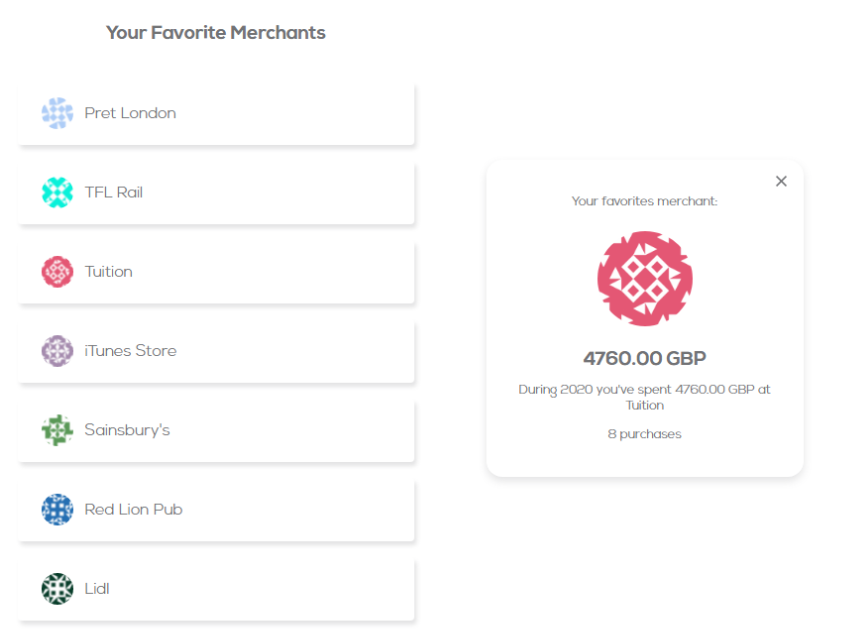 Your Favorite Merchants
Pret London
TFL Rail
Tuition
iTunes Store
Sainsbury's
Red Lion Pub
Lidl
Your favorites merchant:
4760.00 GBP
During 2020 you've spent 4760.00 GBP at
Tuition
8 purchases